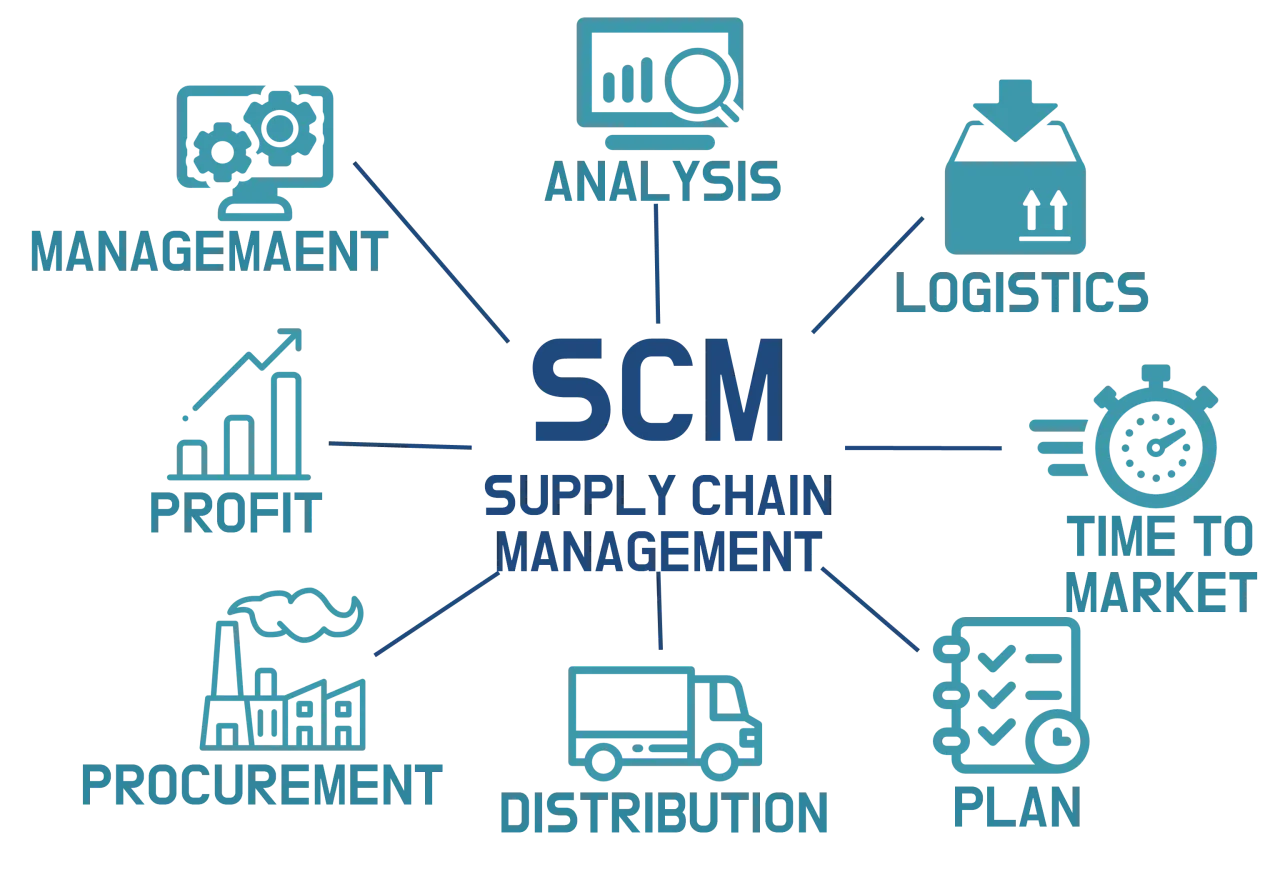 ANALYSIS
MANAGEMAENT
LOGISTICS
SCM
SUPPLY CHAIN
MANAGEMENT
PROFIT
TIME TO
MARKET
PROCUREMENT
DISTRIBUTION
PLAN